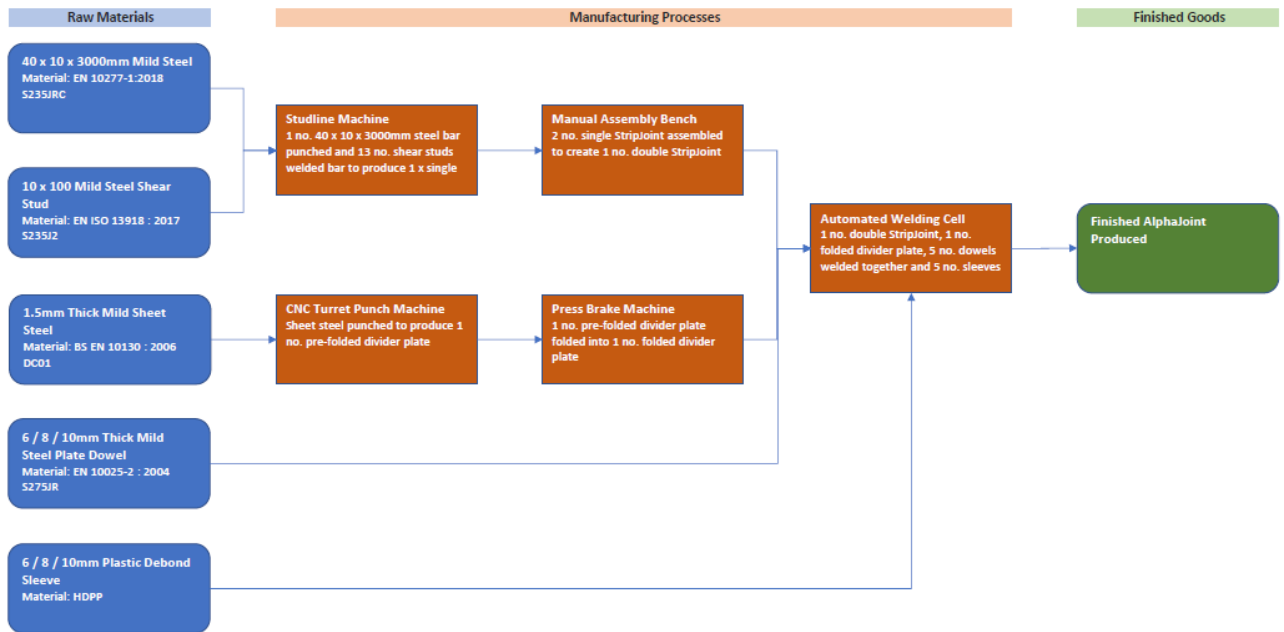 Raw Materials
Manufacturing Processes
Finished Goods
40 x 10 x 3000mm Mild Steel
Material: EN 10277-1:2018
S235JRC
10 x 100 Mild Steel Shear
Stud
Material: EN ISO 13918 : 2017
S235J2
1.5mm Thick Mild Sheet
Steel
Material: BS EN 10130 : 2006
DC01
6 / 8 / 10mm Thick Mild
Steel Plate Dowel
Material: EN 10025-2 : 2004
S275JR
6 / 8 / 10mm Plastic Debond
Sleeve
Material: HDPP
Studline Machine
1 no. 40 x 10 x 3000mm steel bar
punched and 13 no. shear studs
welded bar to produce 1 x single
Manual Assembly Bench
2 no. single StripJoint assembled
to create 1 no. double StripJoint
CNC Turret Punch Machine
Sheet steel punched to produce 1
no. pre-folded divider plate
Press Brake Machine
1 no. pre-folded divider plate
folded into 1 no. folded divider
plate
Automated Welding Cell
1 no. double StripJoint, 1 no.
folded divider plate, 5 no. dowels
welded together and 5 no. sleeves
Finished AlphaJoint
Produced